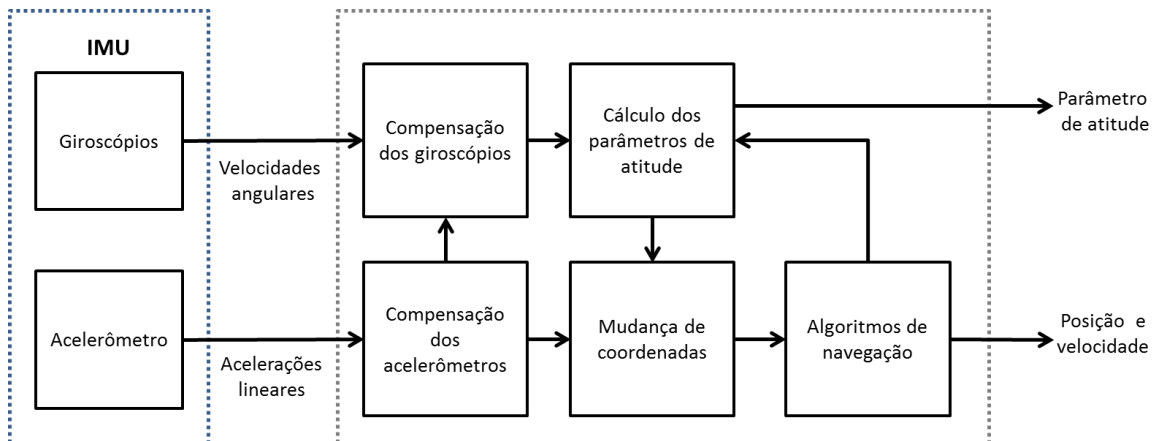 IMU
Giroscópios
Velocidades
angulares
Compensação
dos giroscópios
Cálculo dos
parâmetros de
atitude
Parâmetro
de atitude
Acelerômetro
Acelerações
lineares
Compensação
dos
acelerômetros
Mudança de
coordenadas
Algoritmos de
navegação
Posição e
velocidade